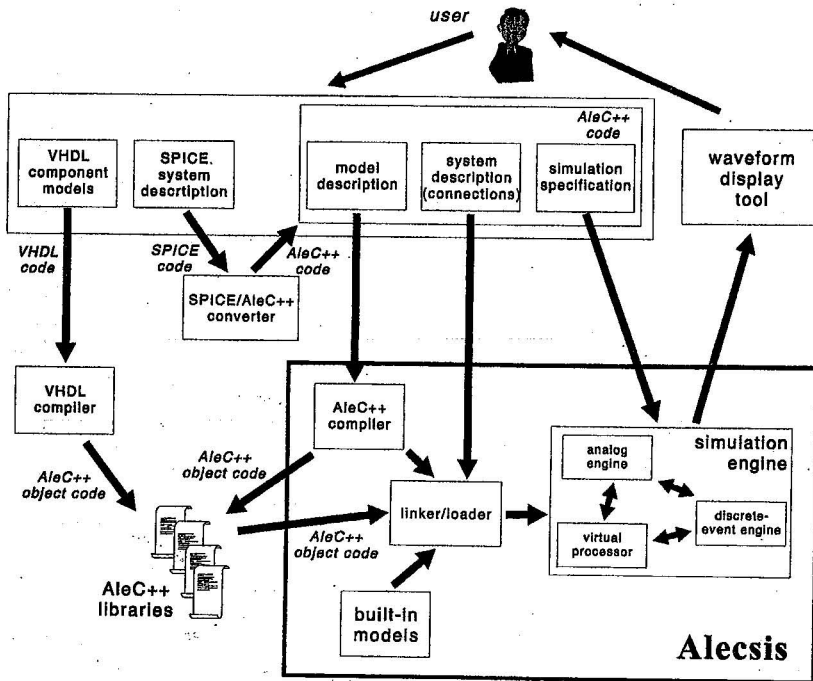 user
AleC++
code
VHDL
component
models
SPICE,
system
descrtiption
model
description
system
description
(connections)
simulation
specification
waveform
display
tool
VHDL
code
SPICE
code
AleC++
code
SPICE/AleC++
converter
VHDL
compiler
AleC++
compiler
simulation
engine
analog
engine
AleC++
object code
AleC++
object code
linker/loader
discrete-
event engine
virtual
processor
AleC++
object code
AleC++
libraries
built-in
models
Alecsis